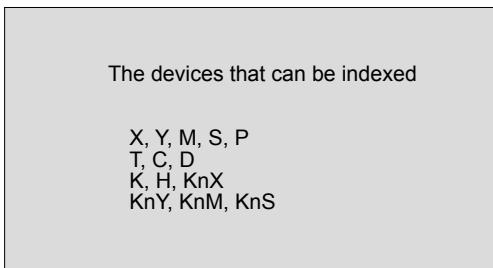 The devices that can be indexed
X, Y, M, S, P
T, C, D
K, H, KnX
KnY, KnM, KnS